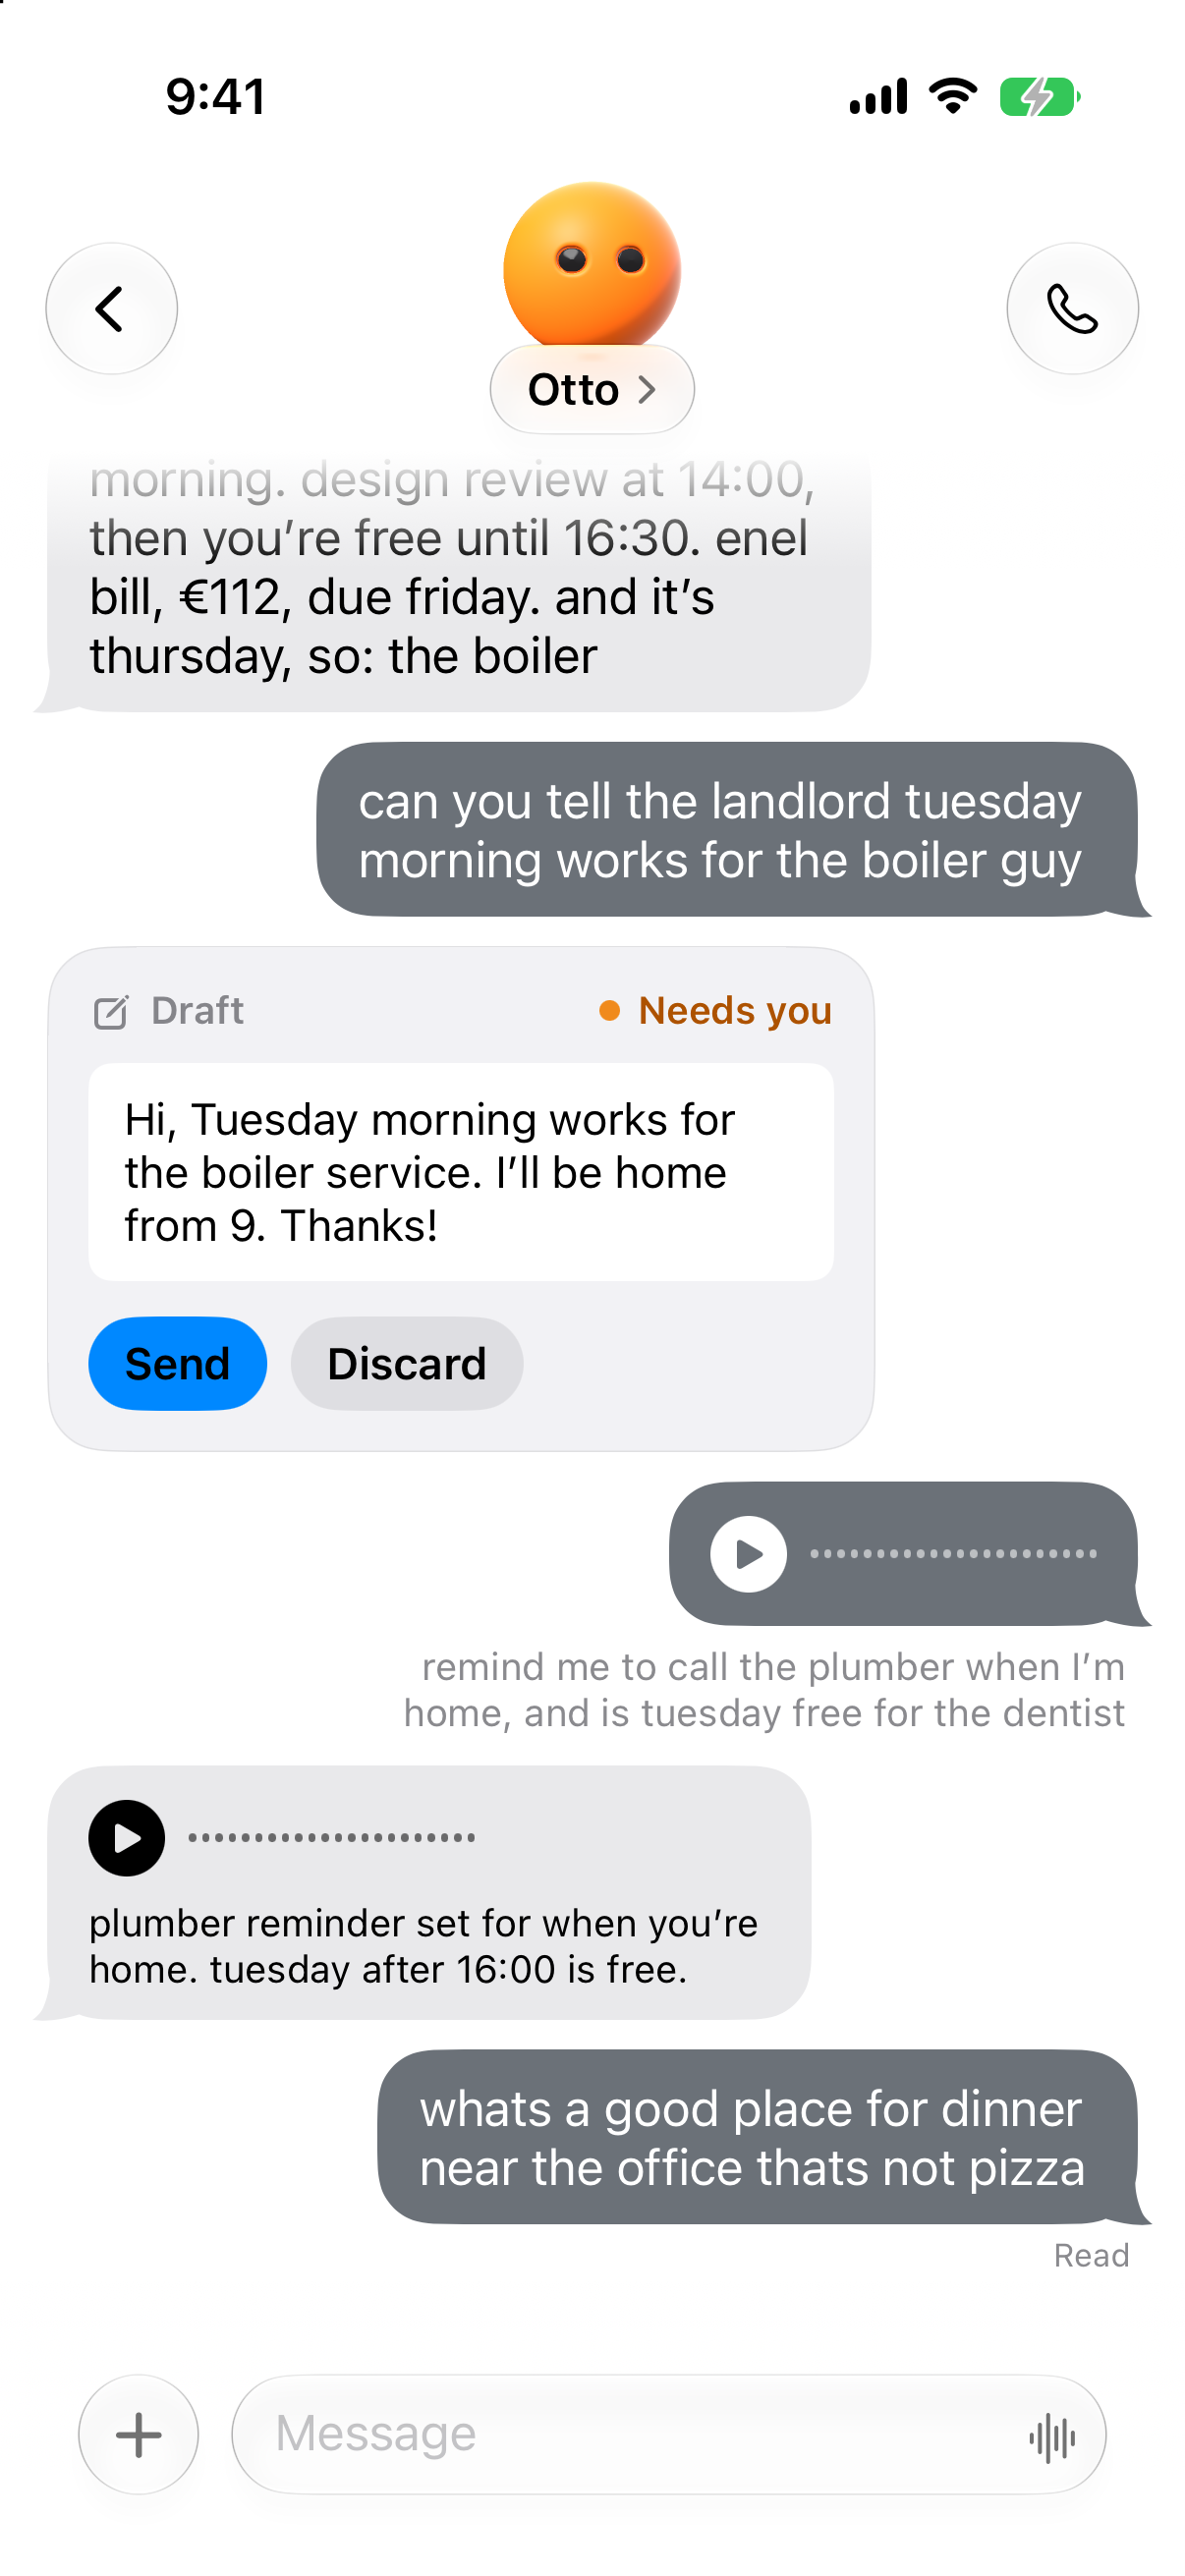 9:41
Otto
morning. design review at 14:00,
then you’re free until 16:30. enel
bill, €112, due friday. and it’s
thursday, so: the boiler
can you tell the landlord tuesday
morning works for the boiler guy
Draft
Needs you
Hi, Tuesday morning works for
the boiler service. I’ll be home
from 9. Thanks!
Send
Discard
remind me to call the plumber when I’m
home, and is tuesday free for the dentist
plumber reminder set for when you’re
home. tuesday after 16:00 is free.
whats a good place for dinner
near the office thats not pizza
Read
Message